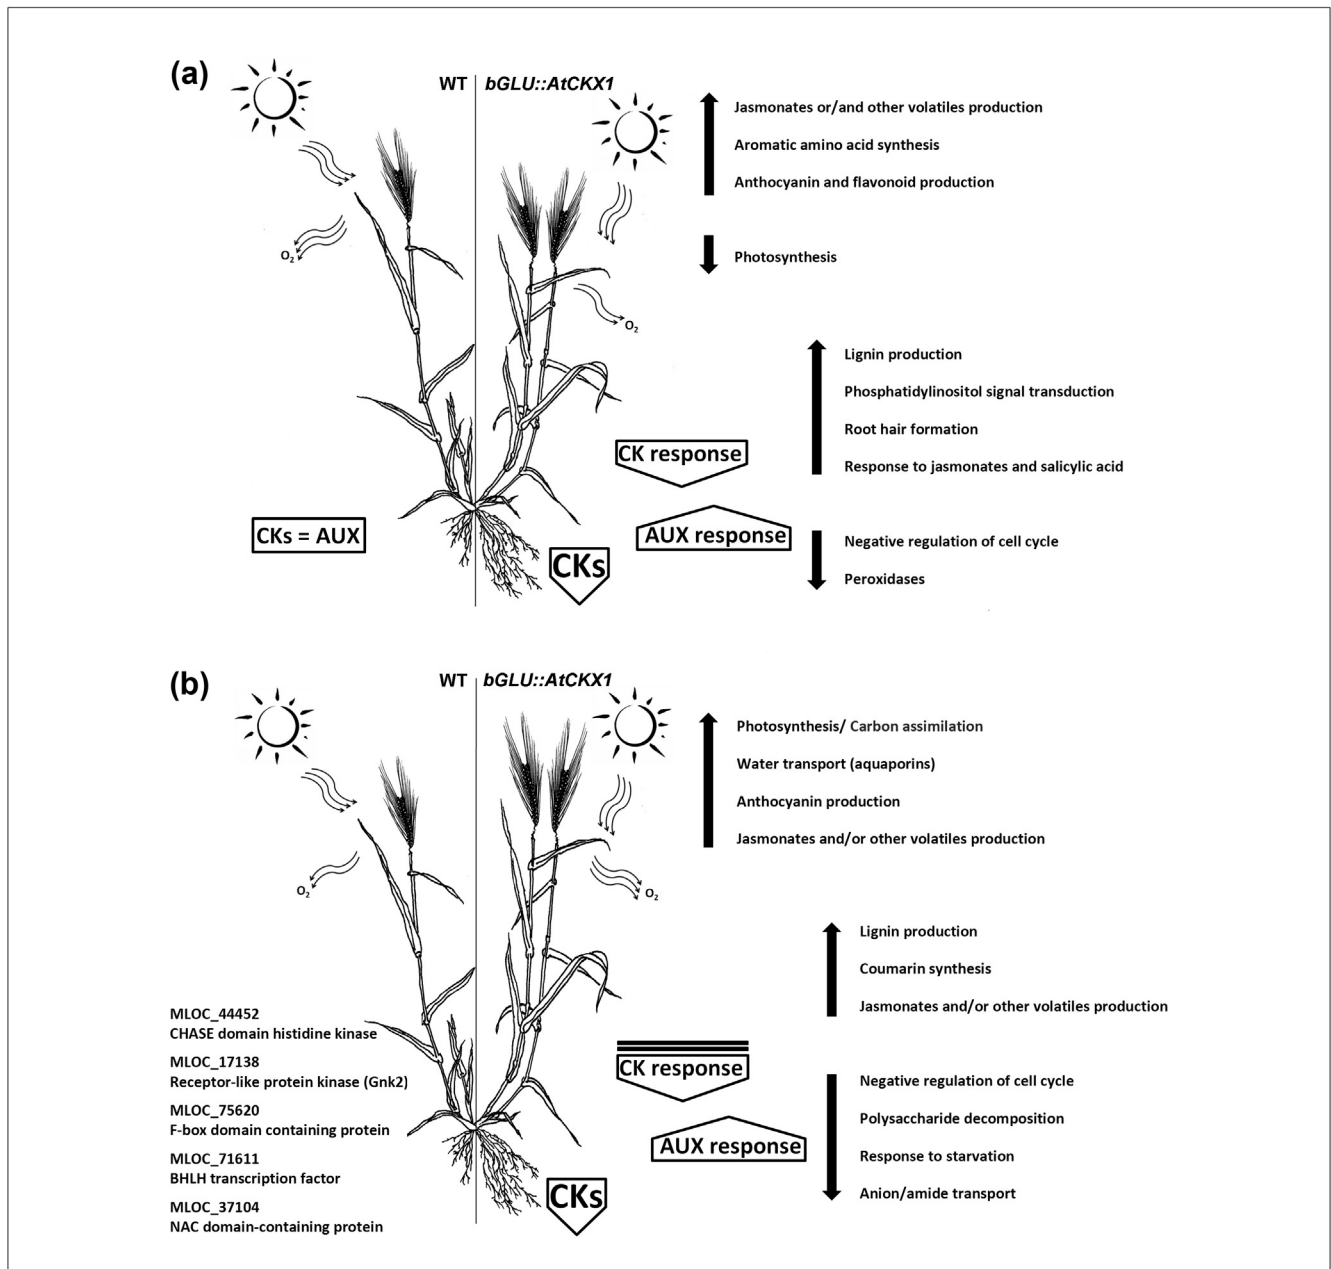 (a)
WT
bGLU::AtCKX1
Jasmonates or/and other volatiles production
Aromatic amino acid synthesis
Anthocyanin and flavonoid production
O2
Photosynthesis
O2
Lignin production
Phosphatidylinositol signal transduction
Root hair formation
Response to jasmonates and salicylic acid
CK response
CKs = AUX
AUX response
CKs
Negative regulation of cell cycle
Peroxidases
(b)
WT
bGLU::AtCKX1
Photosynthesis/ Carbon assimilation
Water transport (aquaporins)
Anthocyanin production
Jasmonates and/or other volatiles production
O2
O2
Lignin production
Coumarin synthesis
Jasmonates and/or other volatiles production
MLOC_44452
CHASE domain histidine kinase
MLOC_17138
Receptor-like protein kinase (Gnk2)
MLOC_75620
F-box domain containing protein
MLOC_71611
BHLH transcription factor
MLOC_37104
NAC domain-containing protein
CK response
AUX response
CKs
Negative regulation of cell cycle
Polysaccharide decomposition
Response to starvation
Anion/amide transport